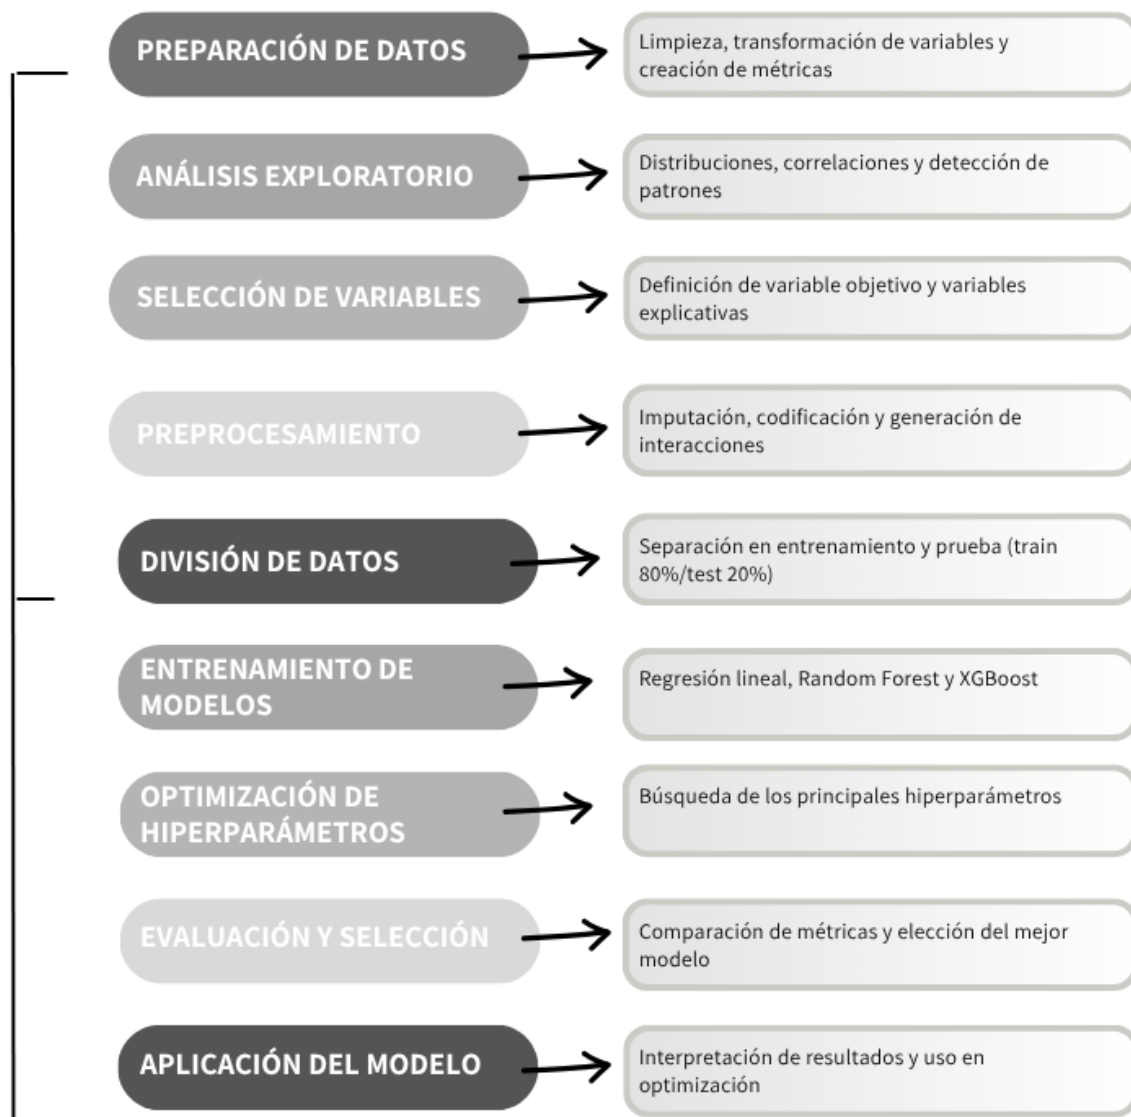 PREPARACIÓN DE DATOS
Limpieza, transformación de variables y
creación de métricas
ANÁLISIS EXPLORATORIO
Distribuciones, correlaciones y detección de
patrones
SELECCIÓN DE VARIABLES
Definición de variable objetivo y variables
explicativas
PREPROCESAMIENTO
Imputación, codificación y generación de
interacciones
DIVISIÓN DE DATOS
Separación en entrenamiento y prueba (train
80%/test 20%)
ENTRENAMIENTO DE
MODELOS
Regresión lineal, Random Forest y XGBoost
OPTIMIZACIÓN DE
HIPERPARÁMETROS
Búsqueda de los principales hiperparámetros
EVALUACIÓN Y SELECCIÓN
Comparación de métricas y elección del mejor
modelo
APLICACIÓN DEL MODELO
Interpretación de resultados y uso en
optimización